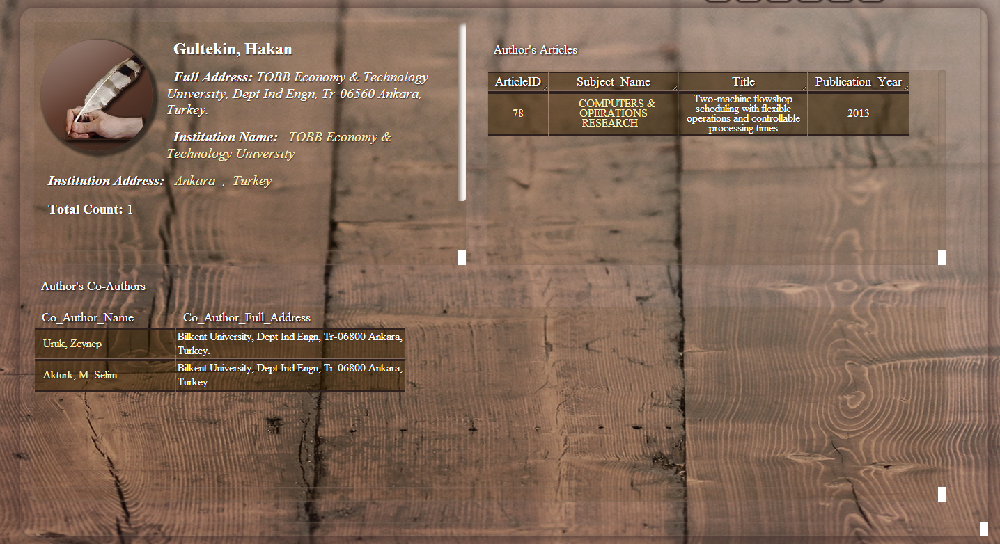 Gultekin, Hakan
Full Address: TOBB Economy & Technology
University, Dept Ind Engn, Tr-06560 Ankara,
Turkey.
Institution Name: TOBB Economy &
Technology University
Institution Address: Ankara , Turkey
Total Count: 1
Author's Articles
ArticleID Subject_Name Title Publication_Year
78
COMPUTERS &
OPERATIONS
RESEARCH
Two-machine flowshop
scheduling with flexible
operations and controllable
processing times
2013
Author's Co-Authors
Co_Author_Name Co_Author_Full_Address
Uruk, Zeynep
Bilkent University, Dept Ind Engn, Tr-06800 Ankara,
Turkey.
Akturk, M. Selim
Bilkent University, Dept Ind Engn, Tr-06800 Ankara,
Turkey.